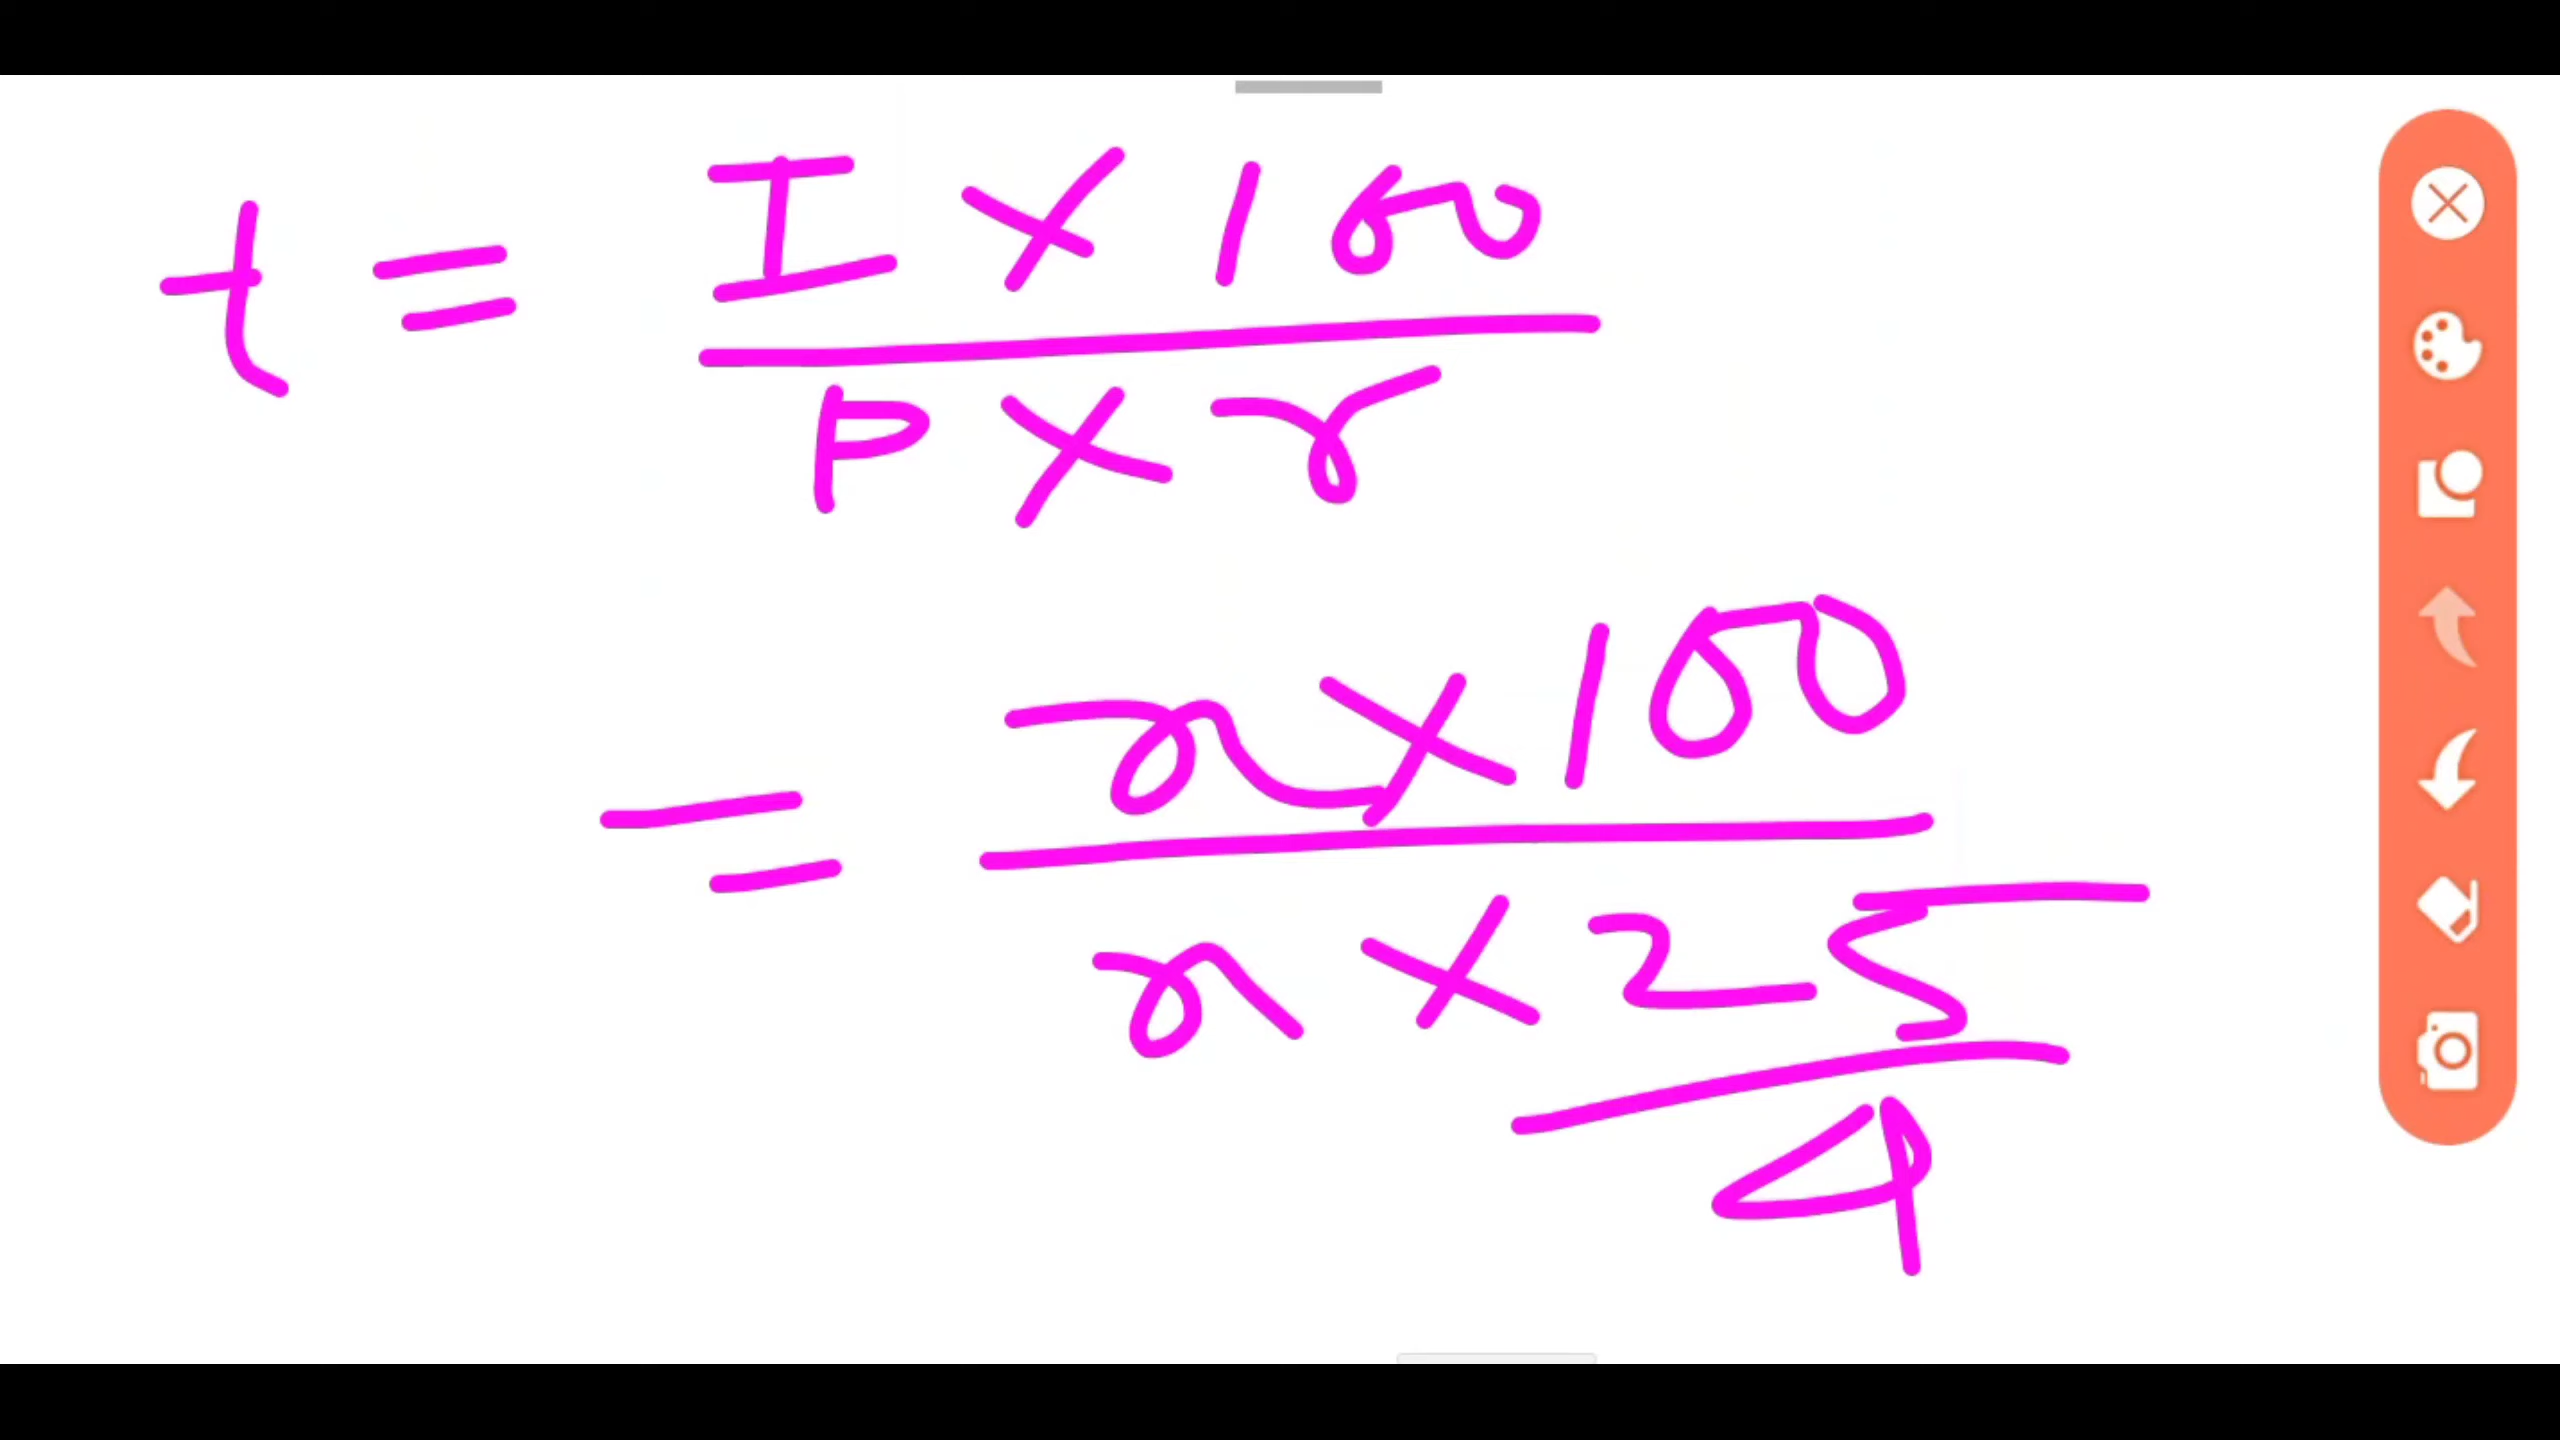 t = I × 100
P × r
= x × 100
x × 25
4